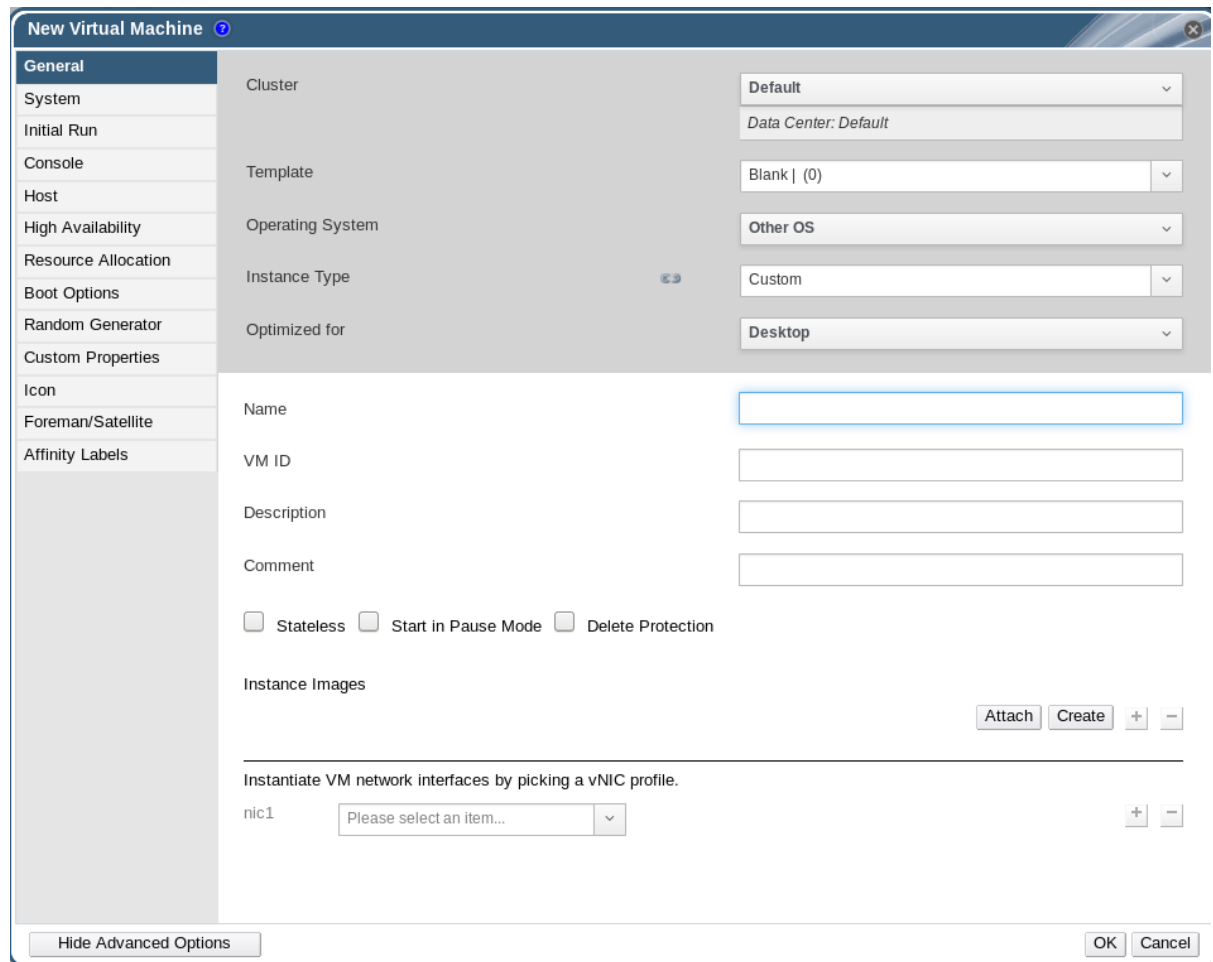 New Virtual Machine ?
General
System
Initial Run
Console
Host
High Availability
Resource Allocation
Boot Options
Random Generator
Custom Properties
Icon
Foreman/Satellite
Affinity Labels
Cluster
Default
Data Center: Default
Template
Blank | (0)
Operating System
Other OS
Instance Type
Custom
Optimized for
Desktop
Name
VM ID
Description
Comment
Stateless Start in Pause Mode Delete Protection
Instance Images
Attach Create + −
Instantiate VM network interfaces by picking a vNIC profile.
nic1 Please select an item... + −
Hide Advanced Options OK Cancel